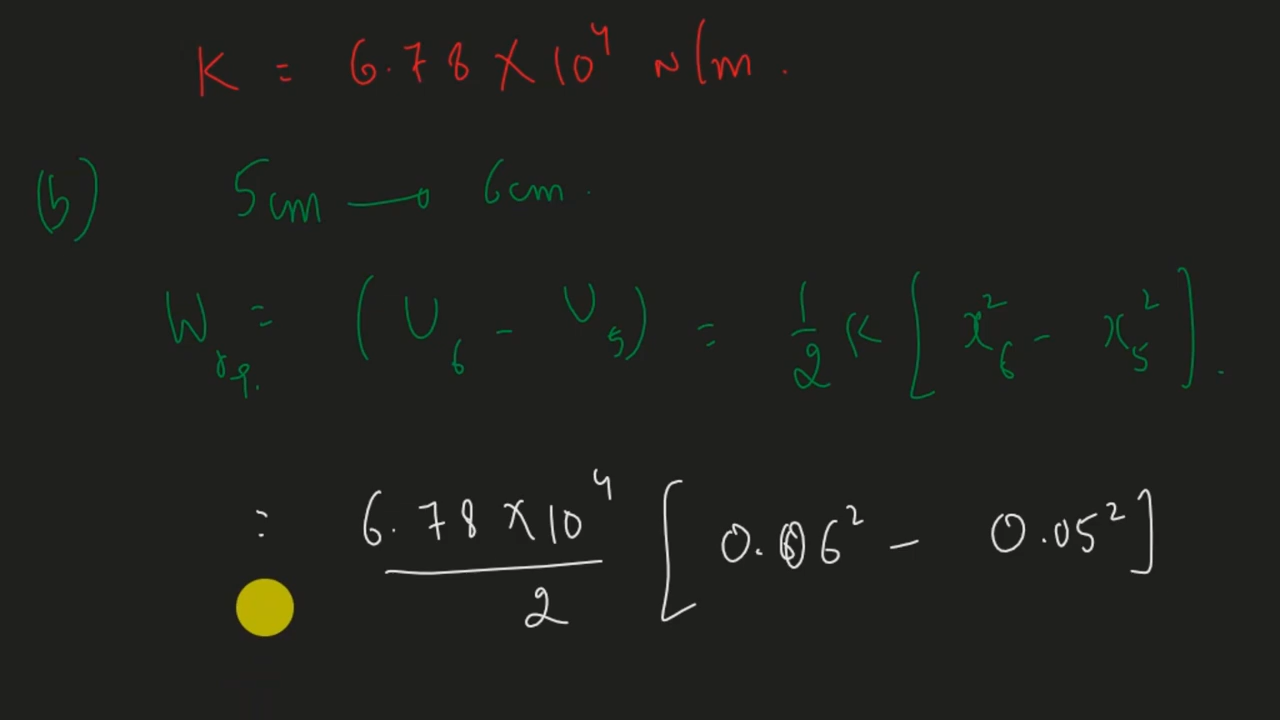 K = 6.78 × 10⁴ N/m.
(b) 5cm → 6cm.
W_rq. = (U₆ - U₅) = 1/2 K [x₆² - x₅²].
= 6.78 × 10⁴ / 2 [0.06² - 0.05²]